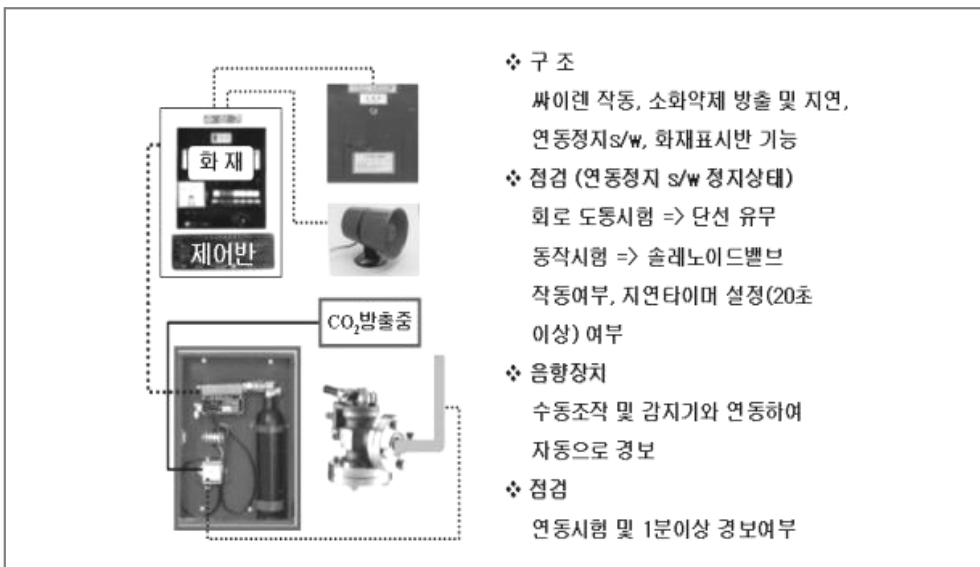 화 재
제어반
CO₂방출중
❖ 구 조
싸이렌 작동, 소화약제 방출 및 지연,
연동정지s/w, 화재표시반 기능
❖ 점검 (연동정지 s/w 정지상태)
회로 도통시험 => 단선 유무
동작시험 => 솔레노이드밸브
작동여부, 지연타이머 설정(20초
이상) 여부
❖ 음향장치
수동조작 및 감지기와 연동하여
자동으로 경보
❖ 점검
연동시험 및 1분이상 경보여부